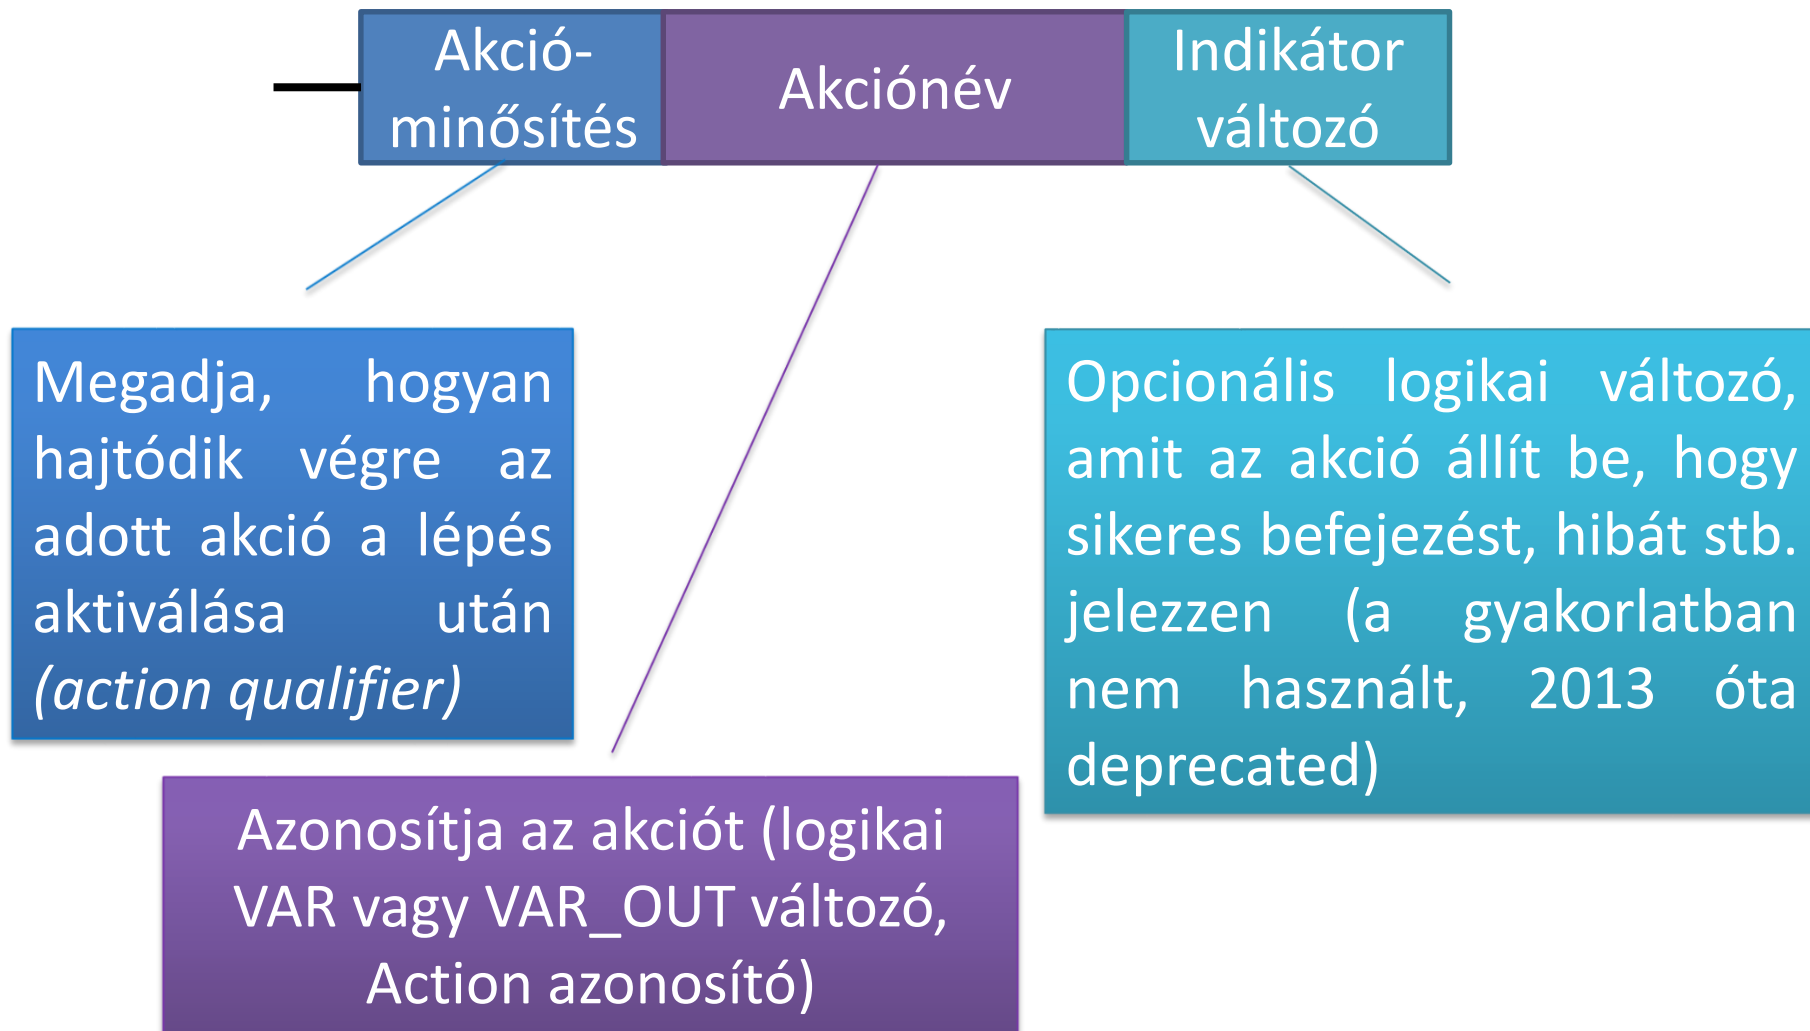 Akció-
minősítés
Akciónév
Indikátor
változó
Megadja, hogyan
hajtódik végre az
adott akció a lépés
aktiválása után
(action qualifier)
Opcionális logikai változó,
amit az akció állít be, hogy
sikeres befejezést, hibát stb.
jelezzen (a gyakorlatban
nem használt, 2013 óta
deprecated)
Azonosítja az akciót (logikai
VAR vagy VAR_OUT változó,
Action azonosító)